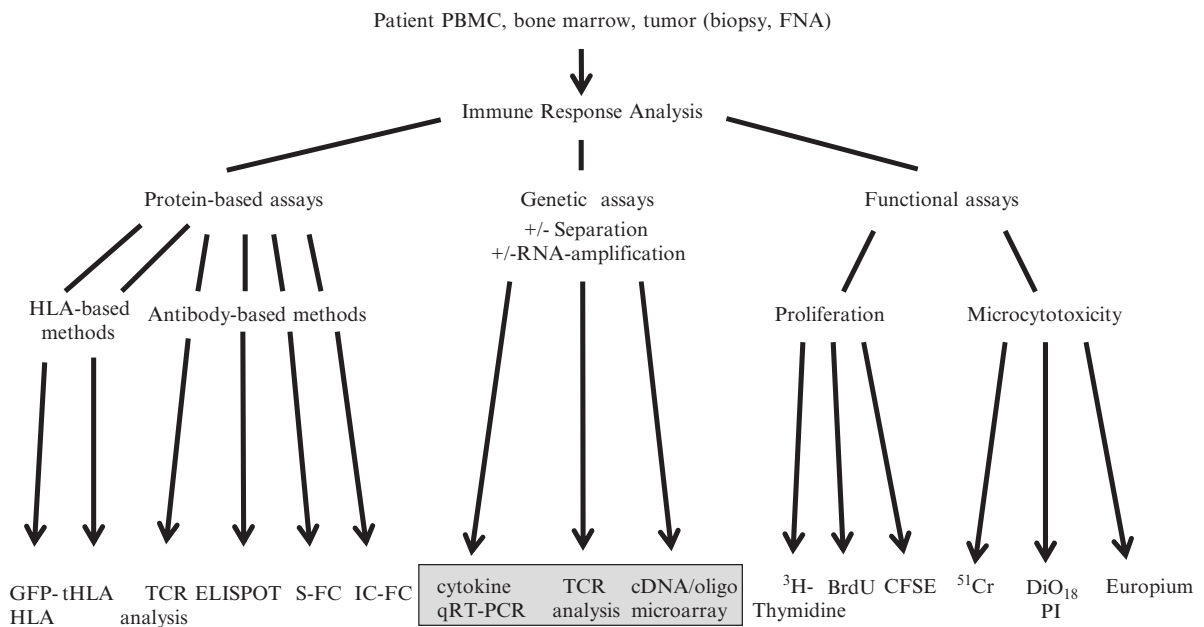 Patient PBMC, bone marrow, tumor (biopsy, FNA)
Immune Response Analysis
Protein-based assays
Genetic assays
+/- Separation
+/-RNA-amplification
Functional assays
HLA-based
methods
Antibody-based methods
Proliferation
Microcytotoxicity
GFP-
HLA
tHLA
TCR
analysis
ELISPOT
S-FC
IC-FC
cytokine
qRT-PCR
TCR
analysis
cDNA/oligo
microarray
³H-
Thymidine
BrdU
CFSE
⁵¹Cr
DiO₁₈
PI
Europium